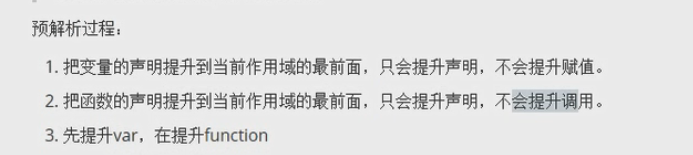 预解析过程：
1. 把变量的声明提升到当前作用域的最前面，只会提升声明，不会提升赋值。
2. 把函数的声明提升到当前作用域的最前面，只会提升声明，不会提升调用。
3. 先提升var，在提升function